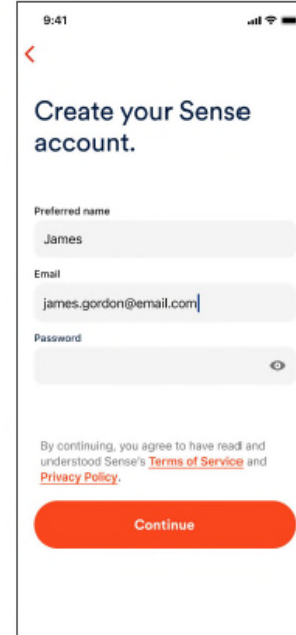 9:41
Create your Sense
account.
Preferred name
James
Email
james.gordon@email.com
Password
By continuing, you agree to have read and
understood Sense's Terms of Service and
Privacy Policy.
Continue